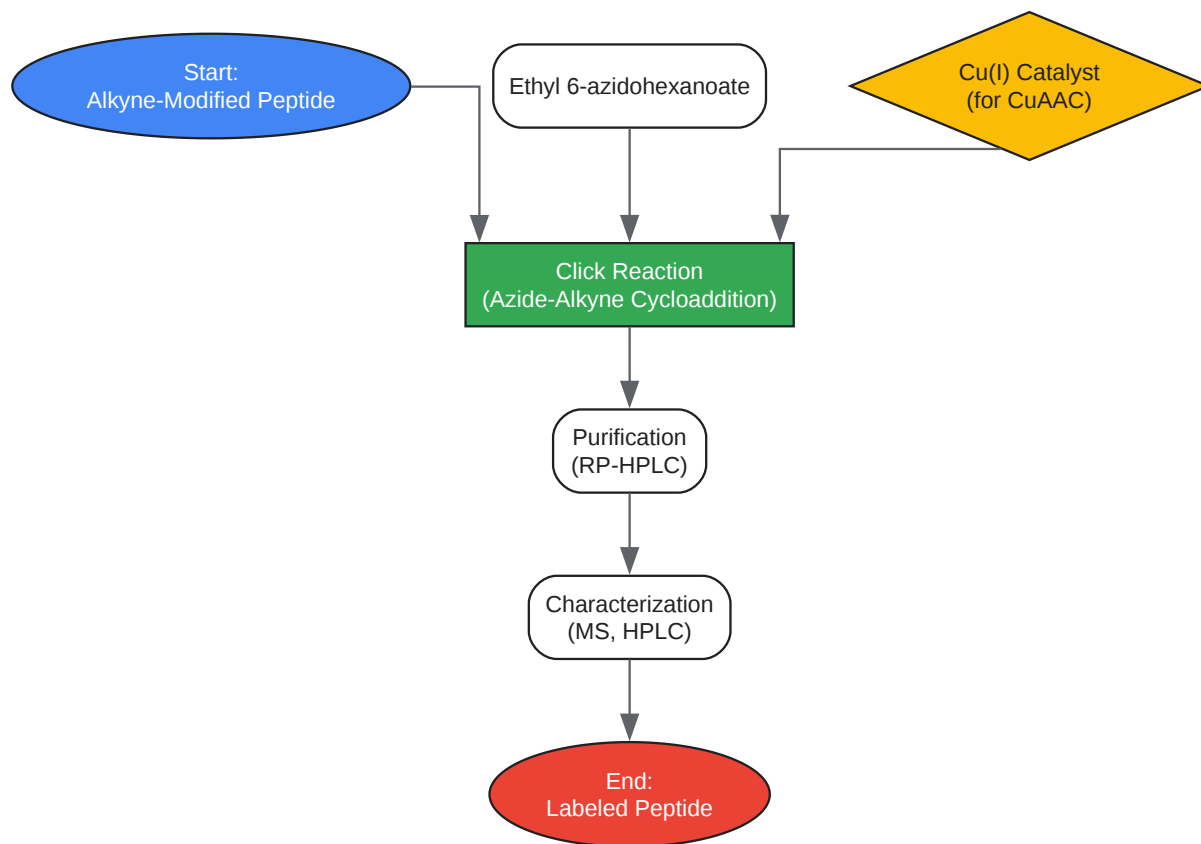 Start:
Alkyne-Modified Peptide
Ethyl 6-azidohexanoate
Cu(I) Catalyst
(for CuAAC)
Click Reaction
(Azide-Alkyne Cycloaddition)
Purification
(RP-HPLC)
Characterization
(MS, HPLC)
End:
Labeled Peptide